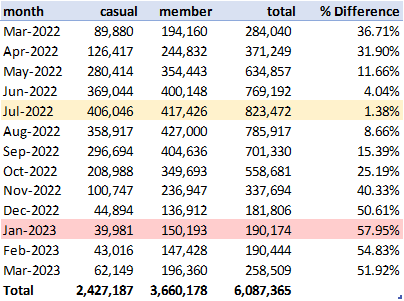 month casual member total % Difference
Mar-2022 89,880 194,160 284,040 36.71%
Apr-2022 126,417 244,832 371,249 31.90%
May-2022 280,414 354,443 634,857 11.66%
Jun-2022 369,044 400,148 769,192 4.04%
Jul-2022 406,046 417,426 823,472 1.38%
Aug-2022 358,917 427,000 785,917 8.66%
Sep-2022 296,694 404,636 701,330 15.39%
Oct-2022 208,988 349,693 558,681 25.19%
Nov-2022 100,747 236,947 337,694 40.33%
Dec-2022 44,894 136,912 181,806 50.61%
Jan-2023 39,981 150,193 190,174 57.95%
Feb-2023 43,016 147,428 190,444 54.83%
Mar-2023 62,149 196,360 258,509 51.92%
Total 2,427,187 3,660,178 6,087,365